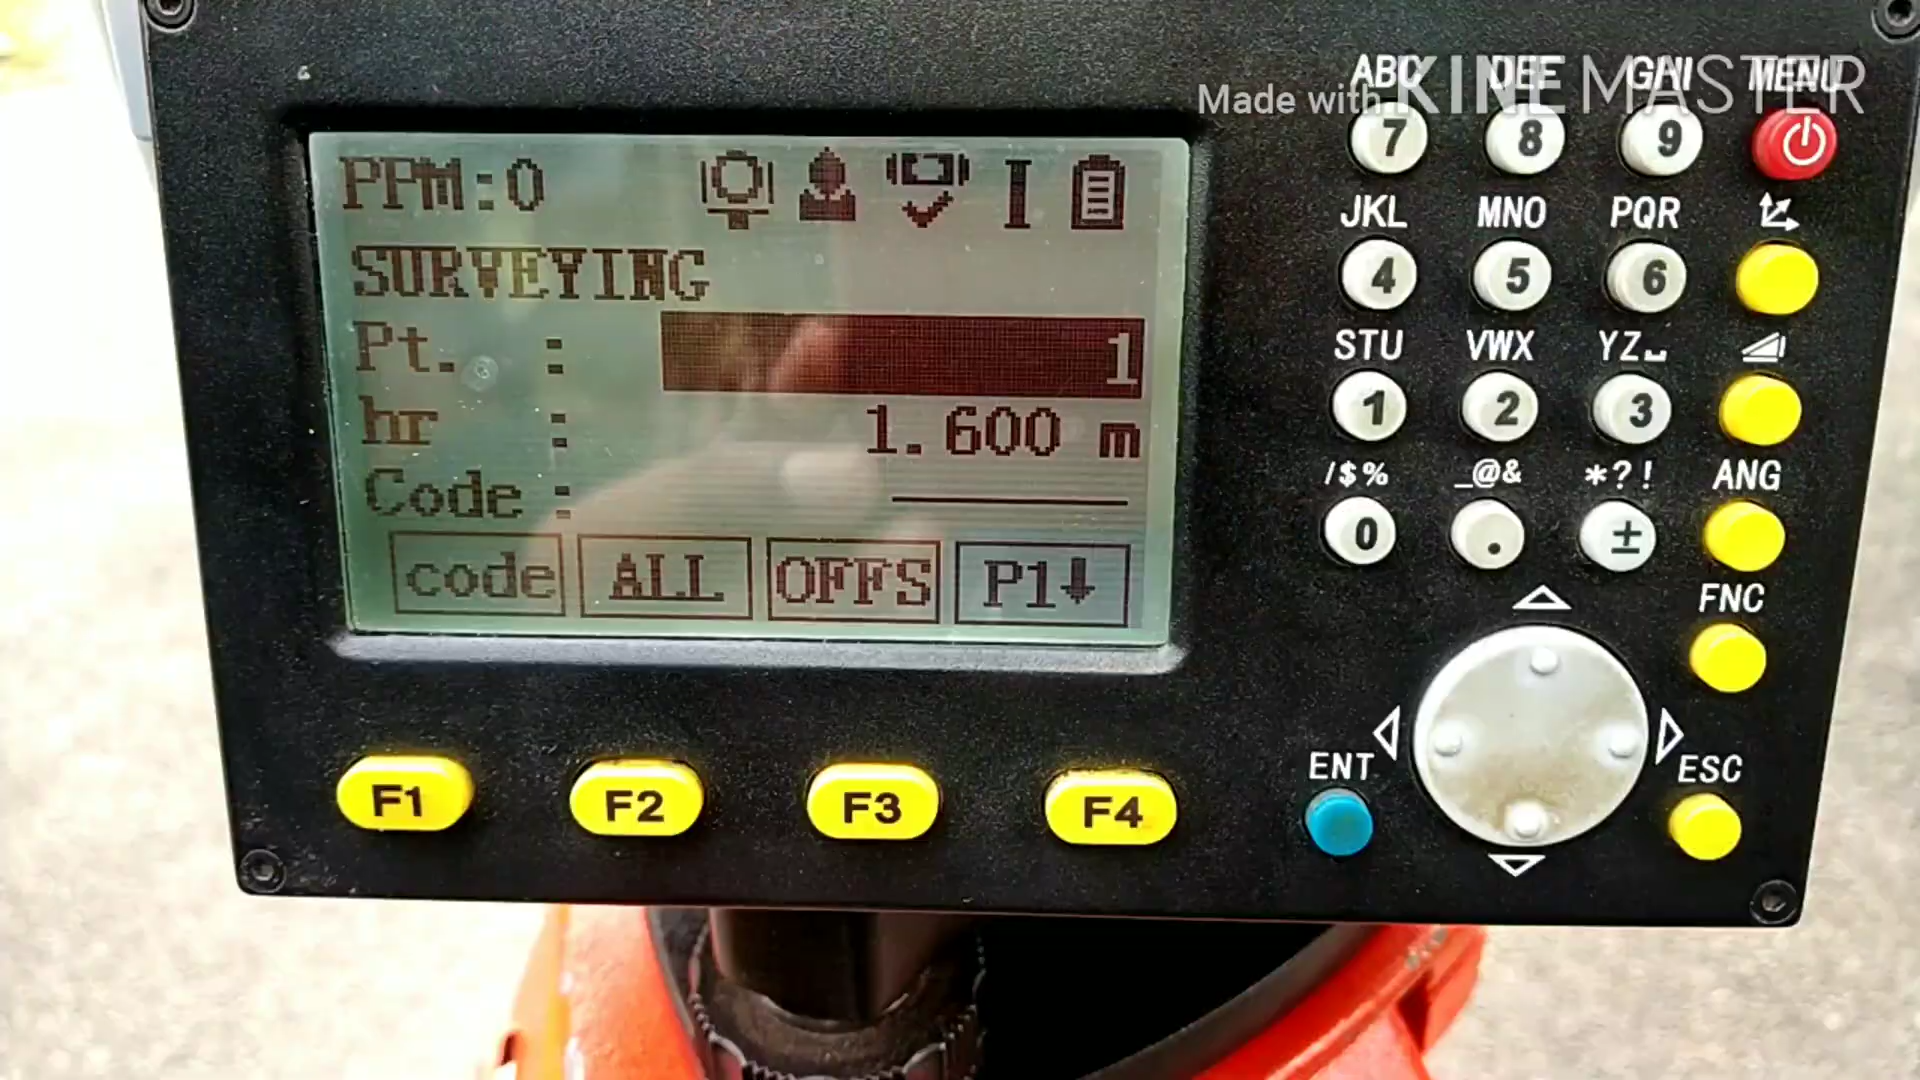 Made with KINEMASTER
PPM:0
SURVEYING
Pt. : 1
hr : 1.600 m
Code :
code ALL OFFS P1↓
F1 F2 F3 F4
ABC DEF GHI MENU
7 8 9
JKL MNO PQR
4 5 6
STU VWX YZ␣
1 2 3
/$% _@& *?! ANG
0 . ±
FNC
ENT ESC